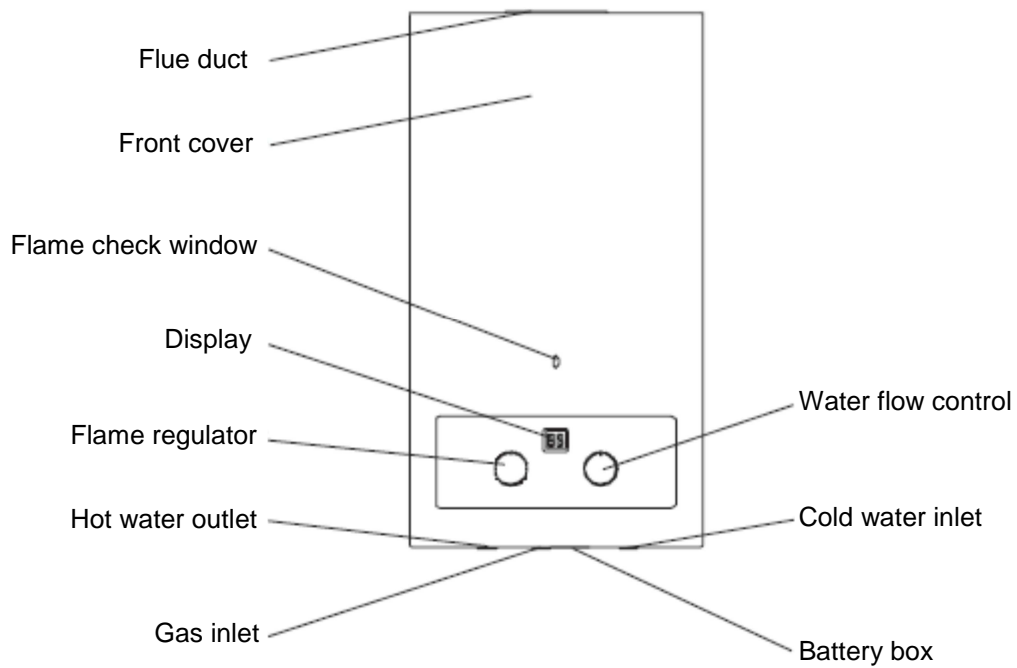 Flue duct
Front cover
Flame check window
Display
Water flow control
Flame regulator
Hot water outlet
Cold water inlet
Gas inlet
Battery box